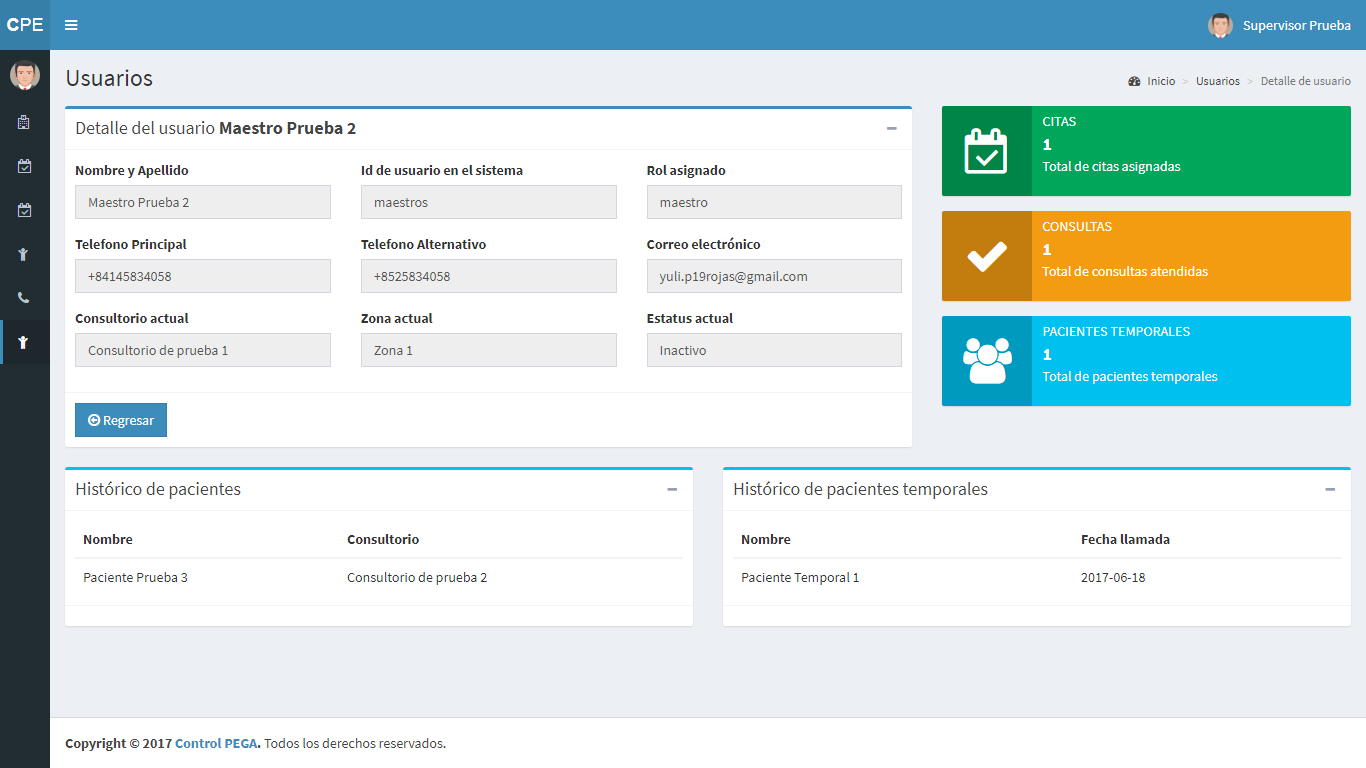 CPE
Supervisor Prueba
Usuarios
Inicio > Usuarios > Detalle de usuario
Detalle del usuario Maestro Prueba 2
Nombre y Apellido
Id de usuario en el sistema
Rol asignado
Maestro Prueba 2
maestros
maestro
Telefono Principal
Telefono Alternativo
Correo electrónico
+84145834058
+8525834058
yuli.p19rojas@gmail.com
Consultorio actual
Zona actual
Estatus actual
Consultorio de prueba 1
Zona 1
Inactivo
Regresar
CITAS
1
Total de citas asignadas
CONSULTAS
1
Total de consultas atendidas
PACIENTES TEMPORALES
1
Total de pacientes temporales
Histórico de pacientes
Nombre Consultorio
Paciente Prueba 3 Consultorio de prueba 2
Histórico de pacientes temporales
Nombre Fecha llamada
Paciente Temporal 1 2017-06-18
Copyright © 2017 Control PEGA. Todos los derechos reservados.